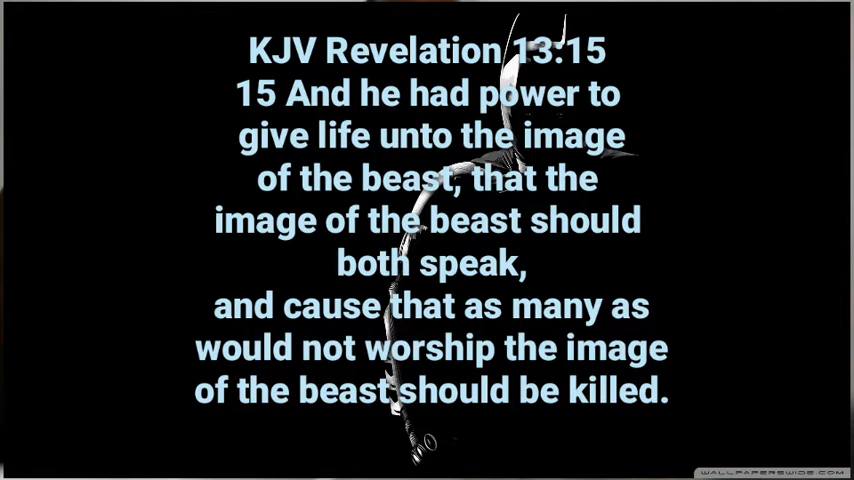 KJV Revelation 13:15
15 And he had power to
give life unto the image
of the beast, that the
image of the beast should
both speak,
and cause that as many as
would not worship the image
of the beast should be killed.
WALLPAPERSWIDE.COM